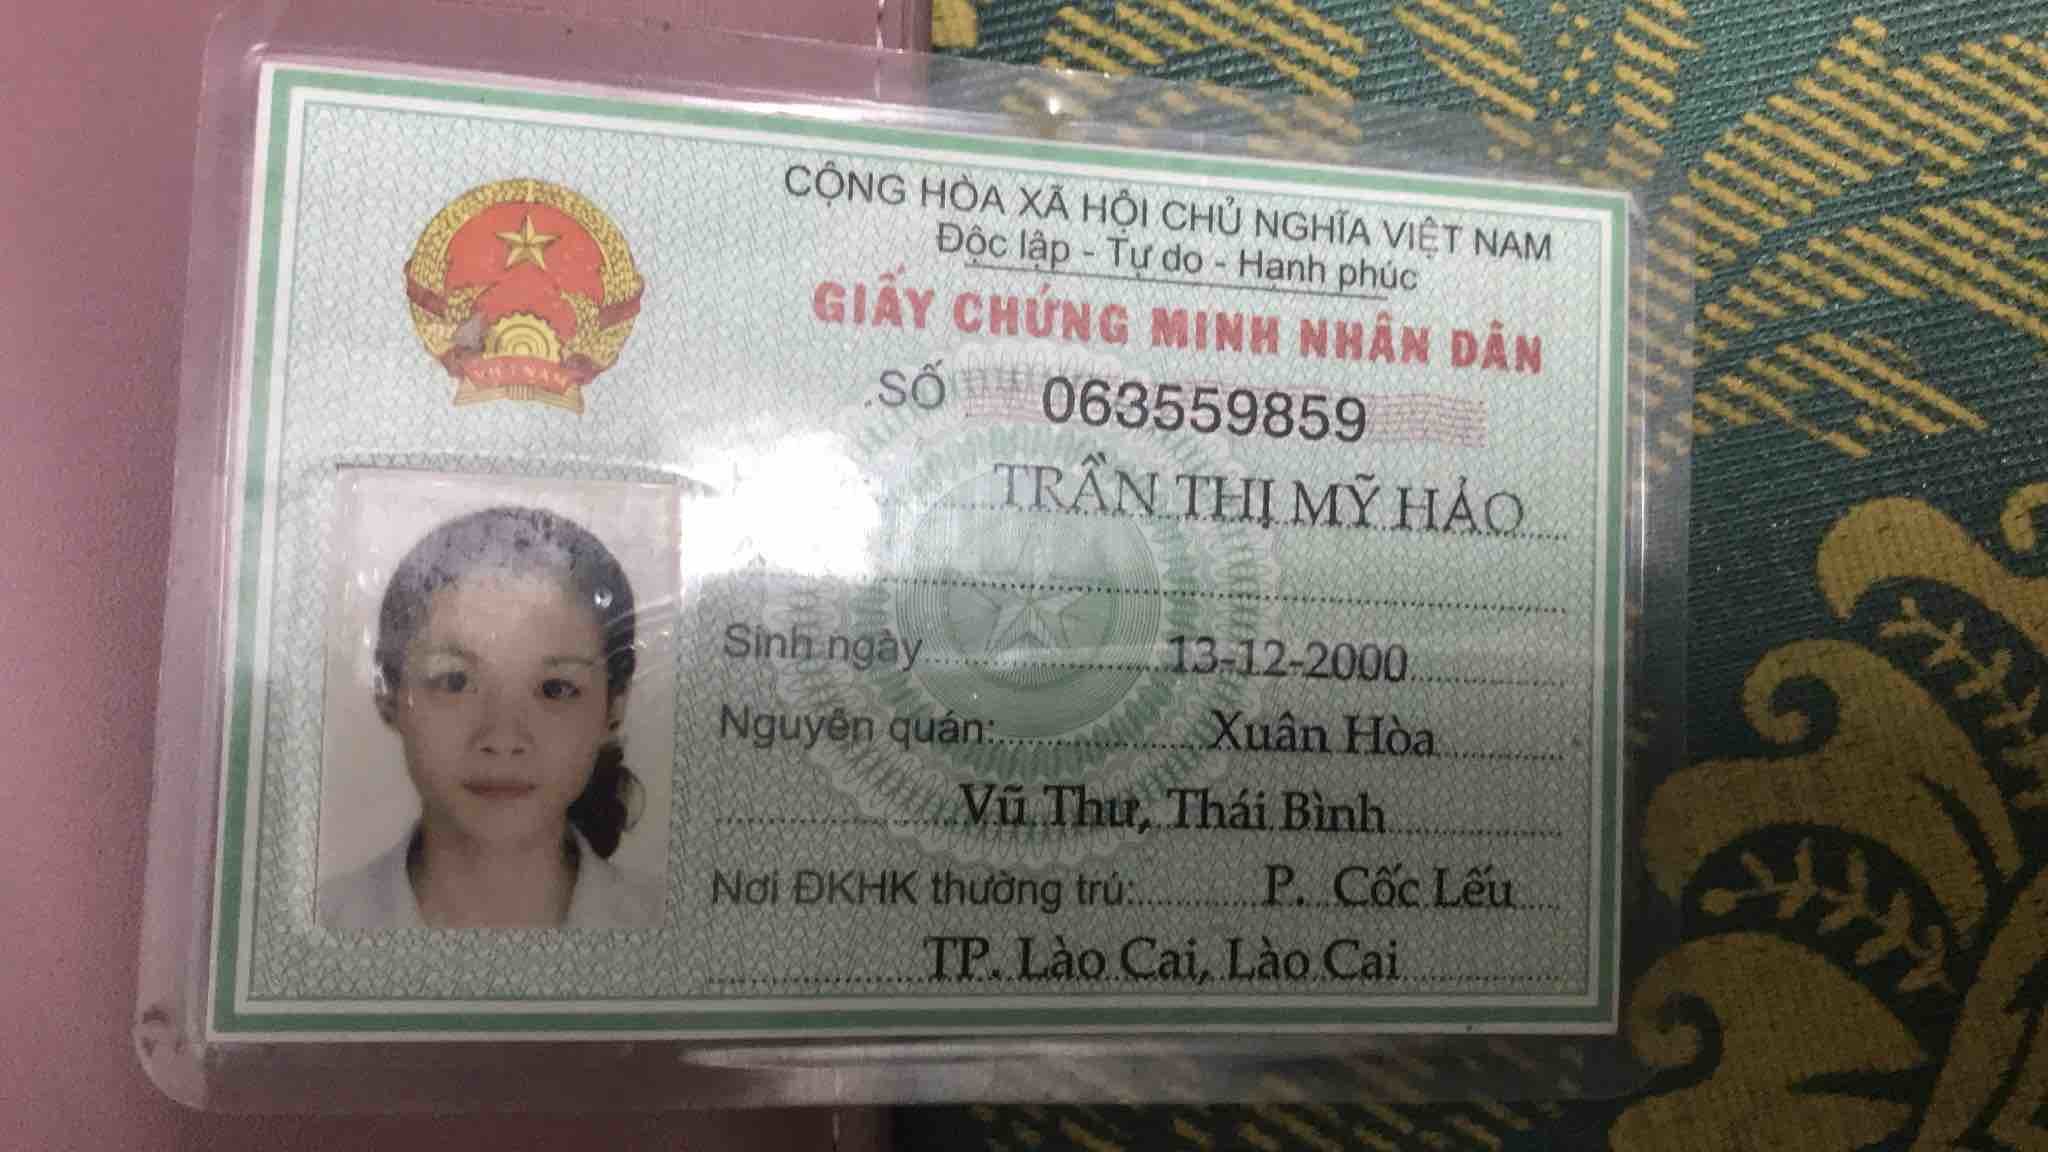 CỘNG HÒA XÃ HỘI CHỦ NGHĨA VIỆT NAM
Độc lập - Tự do - Hạnh phúc
GIẤY CHỨNG MINH NHÂN DÂN
SỐ 063559859
TRẦN THỊ MỸ HẢO
Sinh ngày 13-12-2000
Nguyên quán: Xuân Hòa
Vũ Thư, Thái Bình
Nơi ĐKHK thường trú: P. Cốc Lếu
TP. Lào Cai, Lào Cai
VIỆT NAM